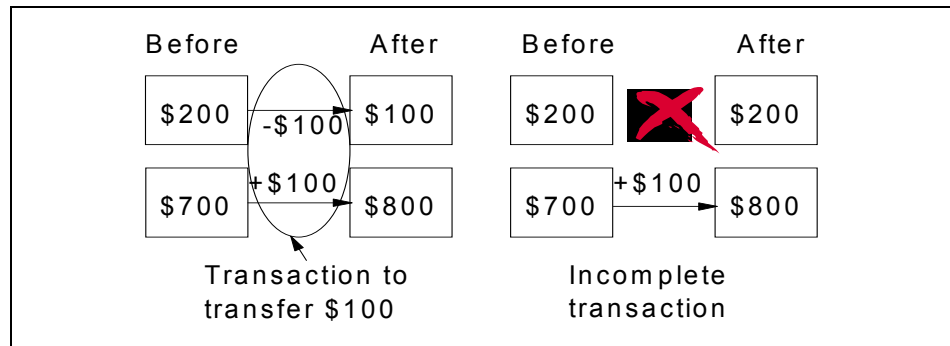 Before After Before After
$200 -$100 $100 $200 $200
$700 +$100 $800 $700 +$100 $800
Transaction to
transfer $100
Incomplete
transaction